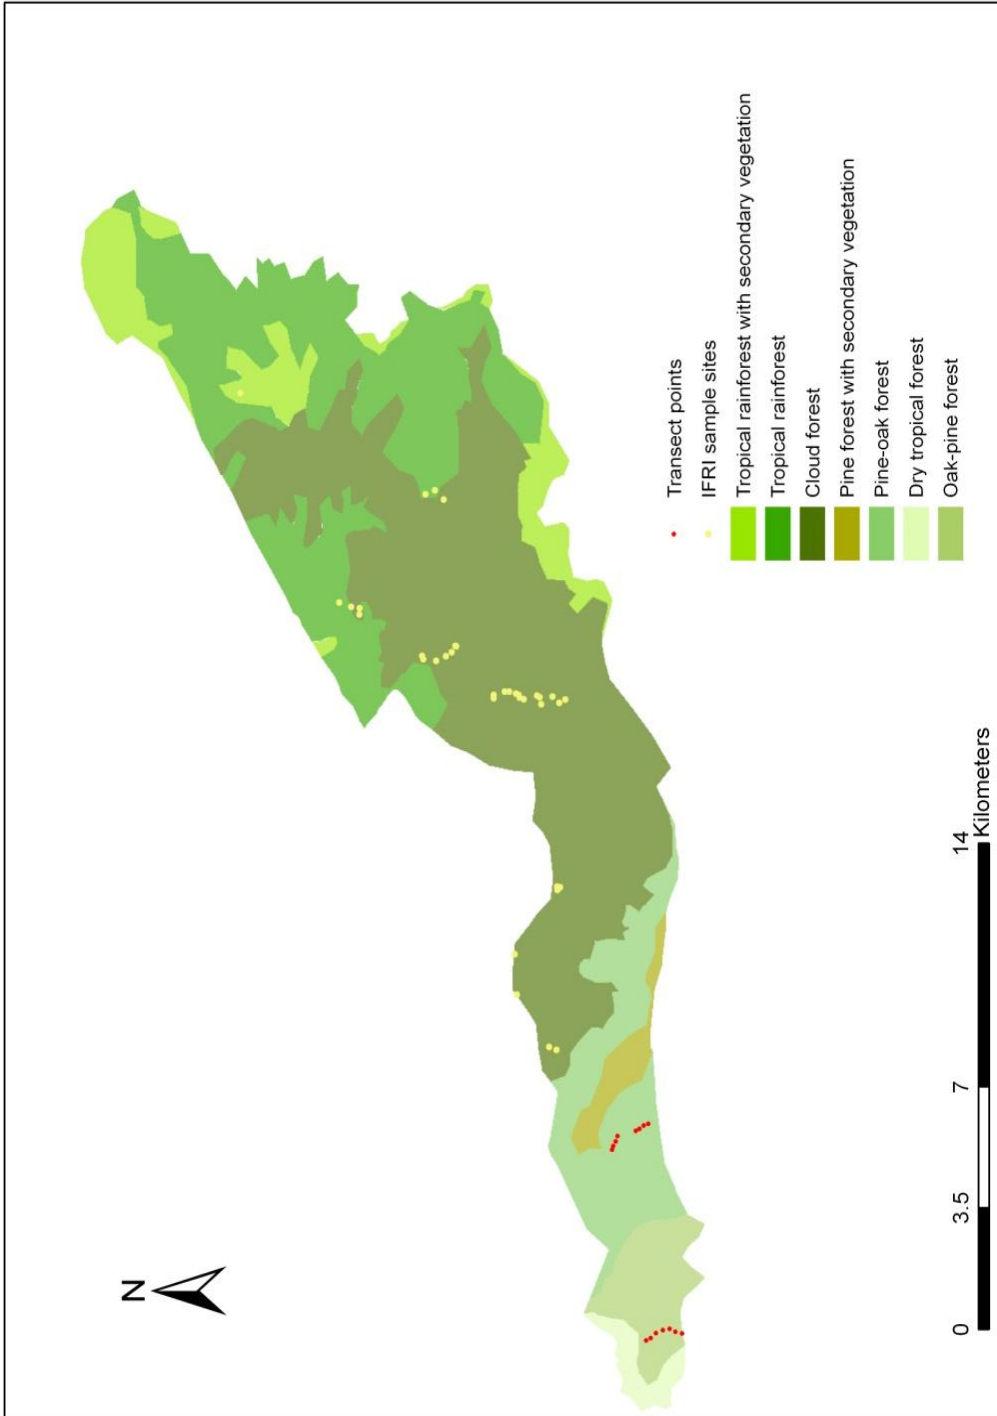 N
Transect points
IFRI sample sites
Tropical rainforest with secondary vegetation
Tropical rainforest
Cloud forest
Pine forest with secondary vegetation
Pine-oak forest
Dry tropical forest
Oak-pine forest
0 3.5 7 14
Kilometers